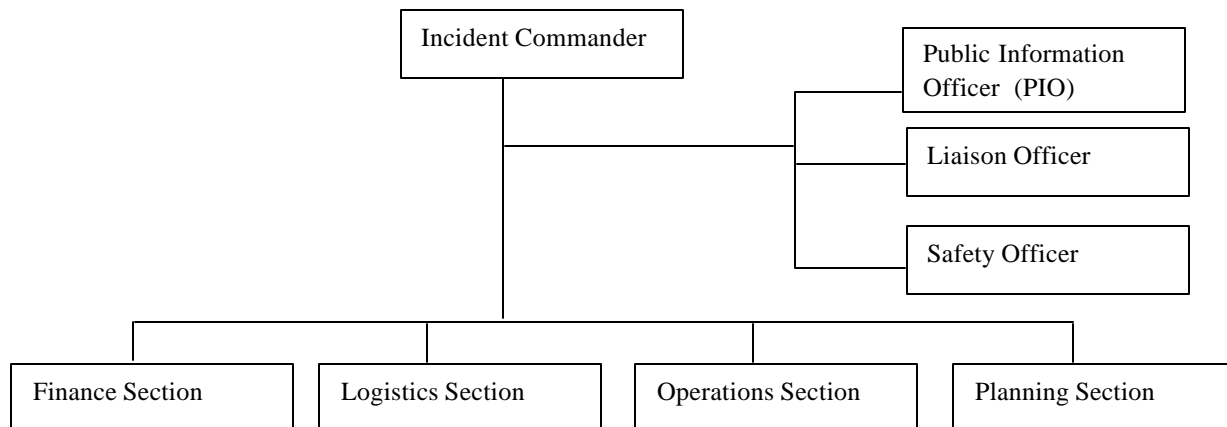 Incident Commander
Public Information
Officer (PIO)
Liaison Officer
Safety Officer
Finance Section
Logistics Section
Operations Section
Planning Section